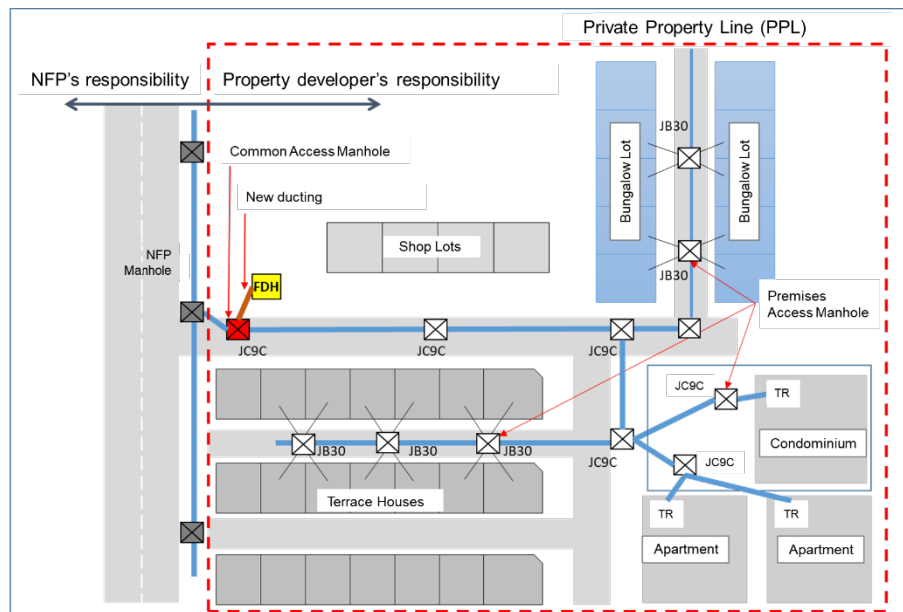 Private Property Line (PPL)
NFP's responsibility
Property developer's responsibility
Common Access Manhole
New ducting
NFP
Manhole
FDH
Shop Lots
JB30
Bungalow Lot
Bungalow Lot
JB30
Premises
Access Manhole
JC9C
JC9C
JC9C
JC9C
TR
Condominium
JB30
JB30
JB30
JC9C
JC9C
Terrace Houses
TR
TR
Apartment
Apartment